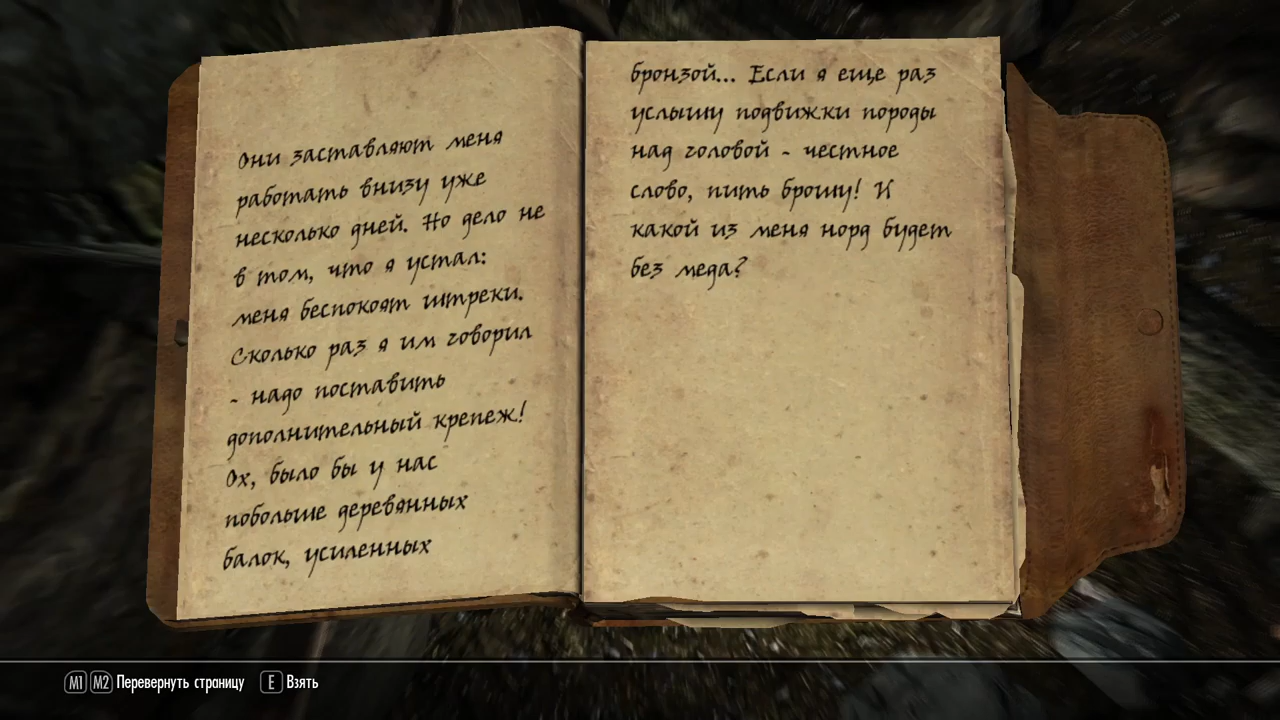 Они заставляют меня
работать внизу уже
несколько дней. Но дело не
в том, что я устал:
меня беспокоят штреки.
Сколько раз я им говорил
- надо поставить
дополнительный крепеж!
Ох, было бы у нас
побольше деревянных
балок, усиленных
бронзой... Если я еще раз
услышу подвижки породы
над головой - честное
слово, пить брошу! И
какой из меня норд будет
без меда?
M1 M2 Перевернуть страницу E Взять